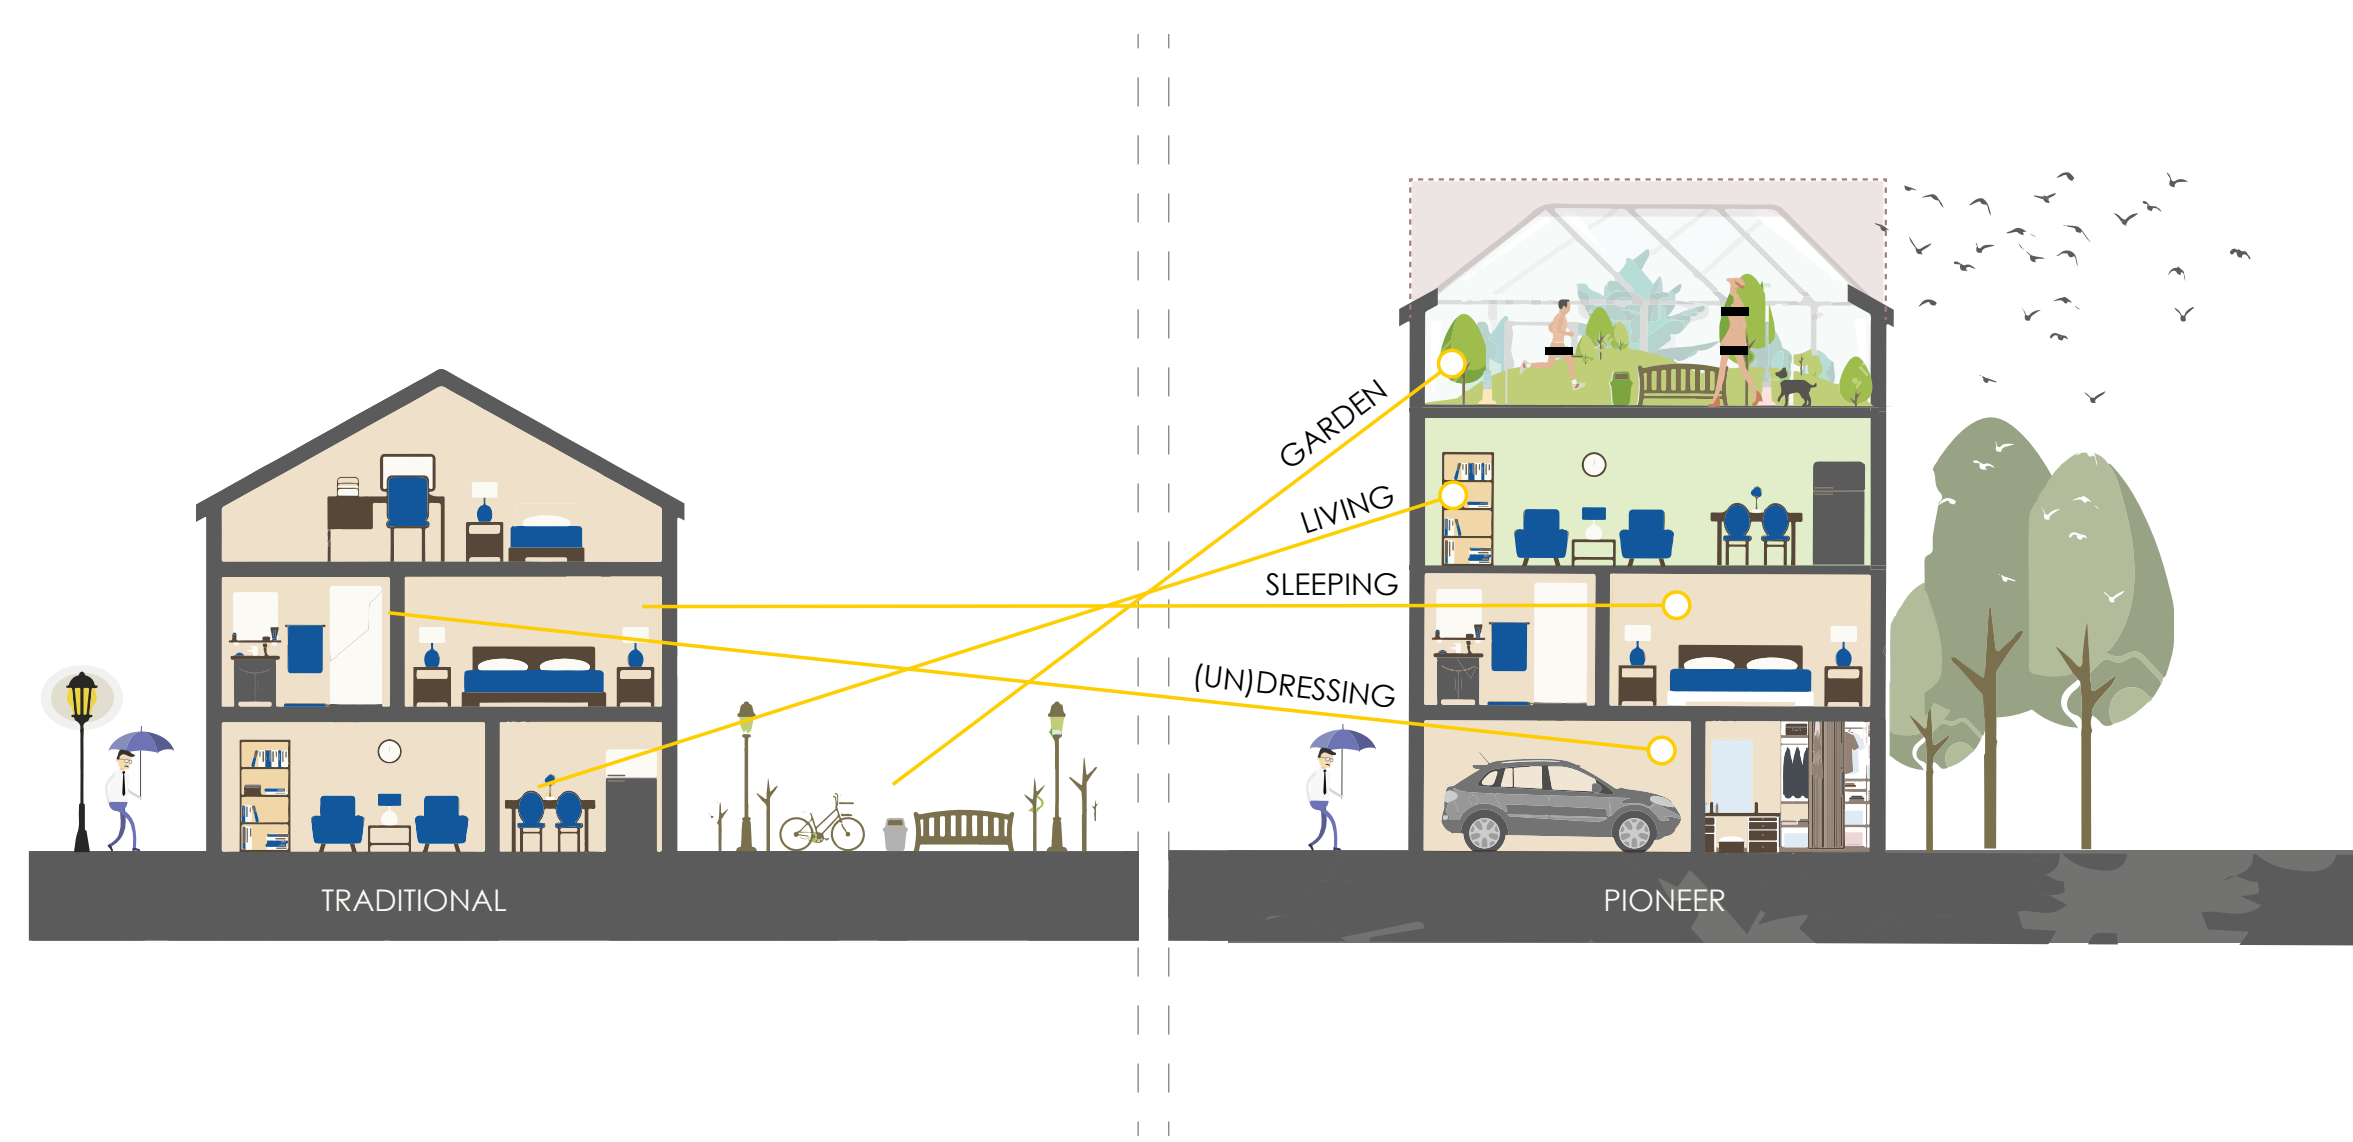 GARDEN
LIVING
SLEEPING
(UN)DRESSING
TRADITIONAL
PIONEER